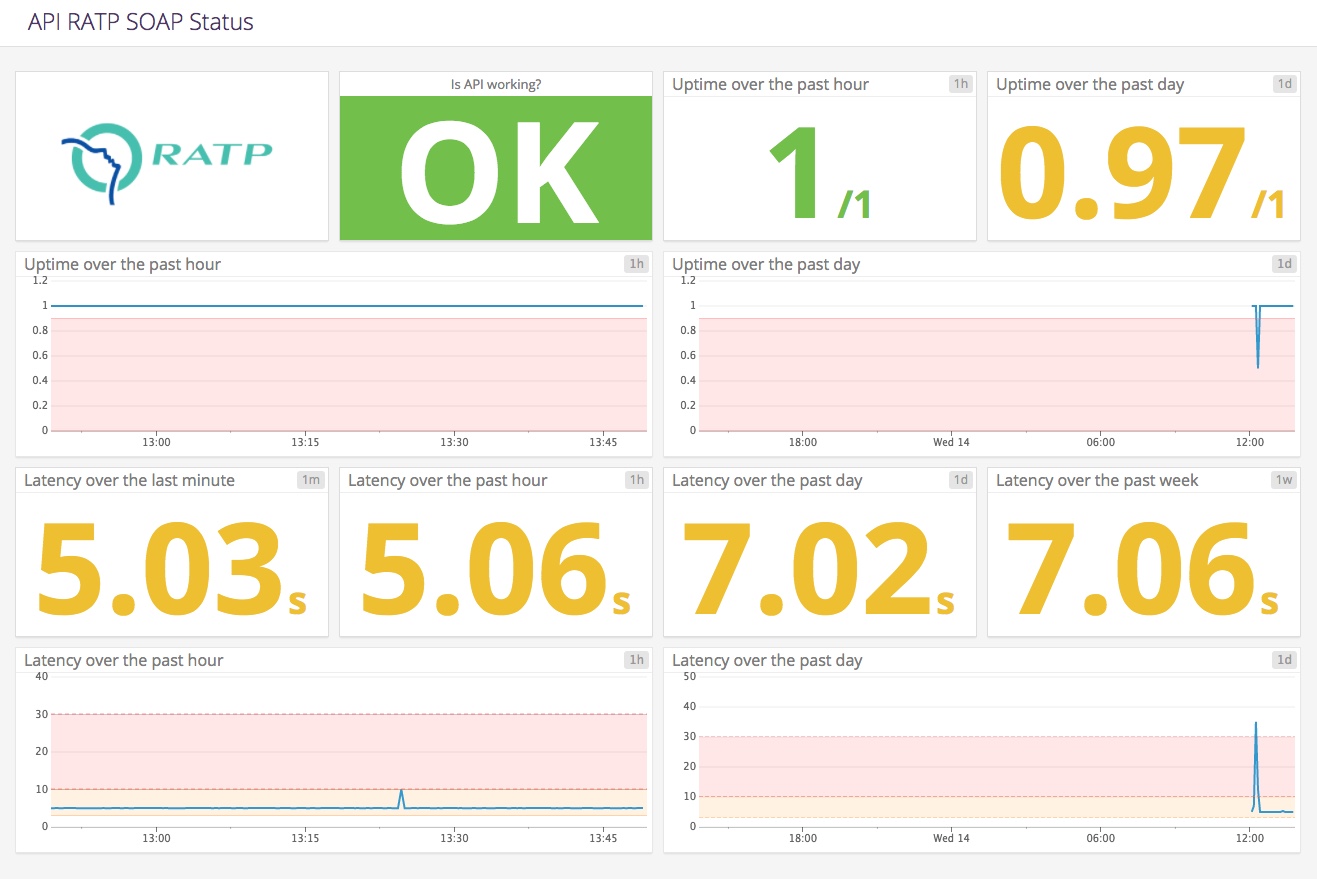 API RATP SOAP Status
RATP
Is API working?
OK
Uptime over the past hour 1h
1 /1
Uptime over the past day 1d
0.97 /1
Uptime over the past hour 1h
1.2
1
0.8
0.6
0.4
0.2
0
13:00 13:15 13:30 13:45
Uptime over the past day 1d
1.2
1
0.8
0.6
0.4
0.2
0
18:00 Wed 14 06:00 12:00
Latency over the last minute 1m
5.03 s
Latency over the past hour 1h
5.06 s
Latency over the past day 1d
7.02 s
Latency over the past week 1w
7.06 s
Latency over the past hour 1h
40
30
20
10
0
13:00 13:15 13:30 13:45
Latency over the past day 1d
50
40
30
20
10
0
18:00 Wed 14 06:00 12:00